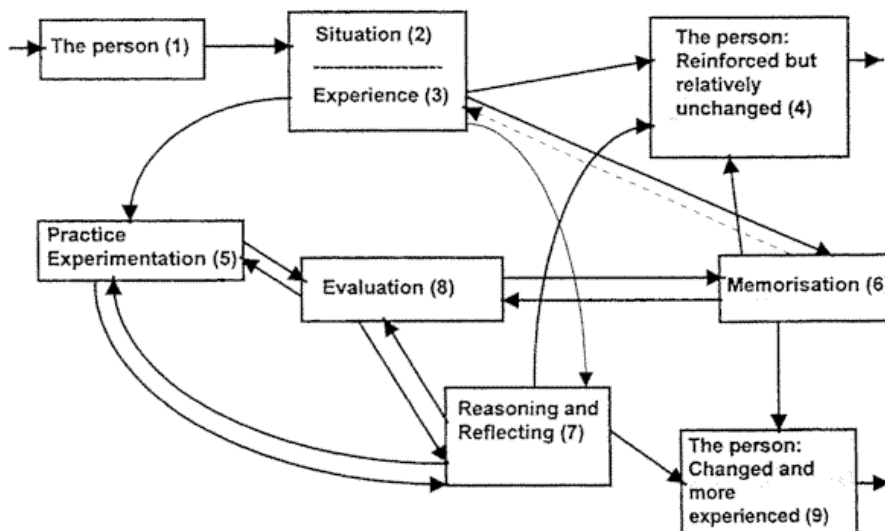 The person (1)
Situation (2)
Experience (3)
The person:
Reinforced but
relatively
unchanged (4)
Practice
Experimentation (5)
Evaluation (8)
Memorisation (6
Reasoning and
Reflecting (7)
The person:
Changed and
more
experienced (9)